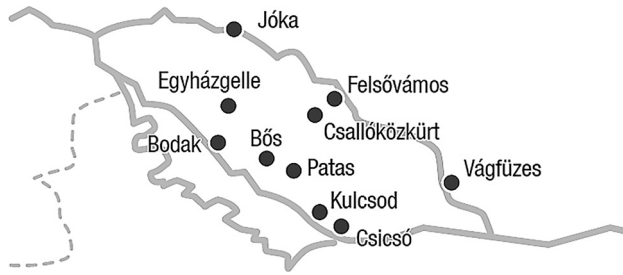 Jóka
Egyházgelle
Felsővámos
Csallóközkürt
Bodak
Bős
Patas
Vágfüzes
Kulcsod
Csicsó